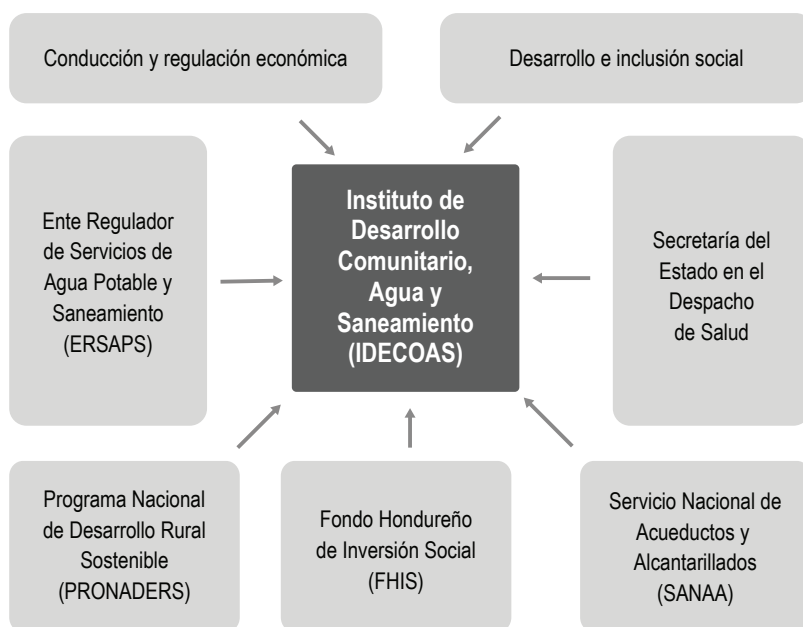 Conducción y regulación económica
Desarrollo e inclusión social
Ente Regulador
de Servicios de
Agua Potable y
Saneamiento
(ERSAPS)
Instituto de
Desarrollo
Comunitario,
Agua y
Saneamiento
(IDECOAS)
Secretaría del
Estado en el
Despacho
de Salud
Programa Nacional
de Desarrollo Rural
Sostenible
(PRONADERS)
Fondo Hondureño
de Inversión Social
(FHIS)
Servicio Nacional de
Acueductos y
Alcantarillados
(SANAA)